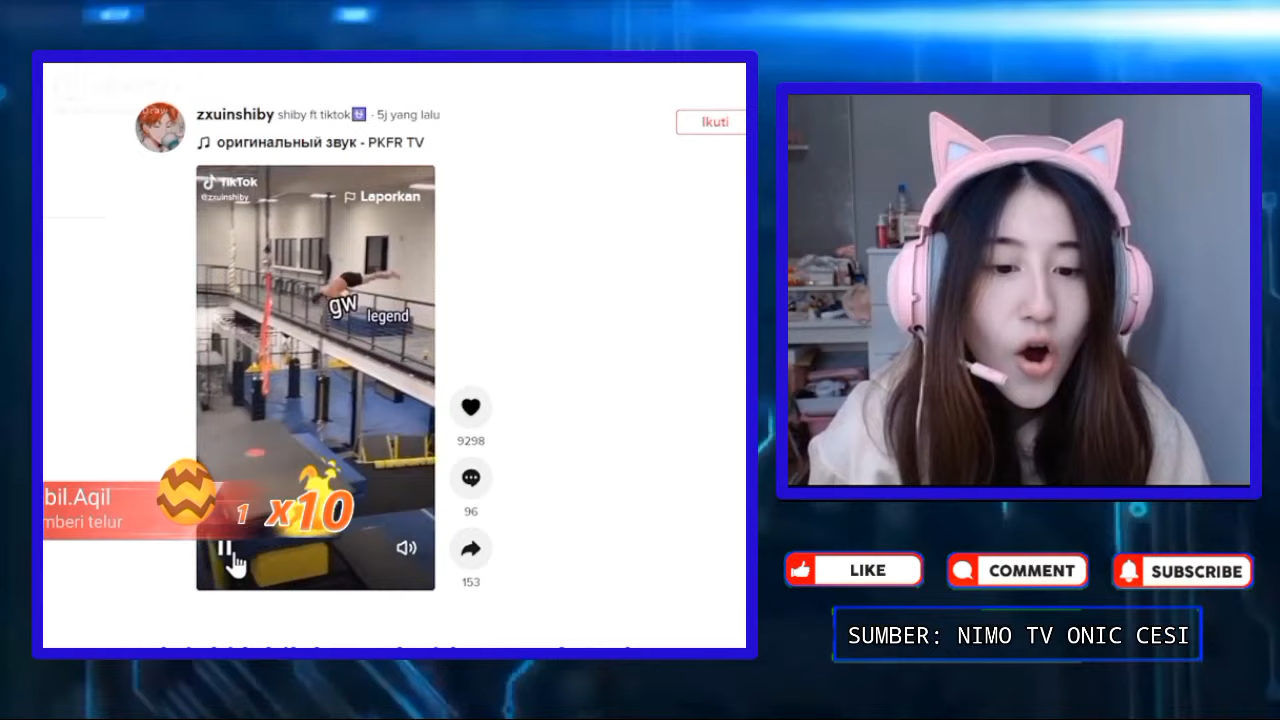 zxuinshiby shiby ft tiktok · 5j yang lalu
оригинальный звук - PKFR TV
Ikuti
TikTok
@zxuinshiby
Laporkan
gw
legend
9298
96
153
bil.Aqil
mberi telur
1 x10
LIKE
COMMENT
SUBSCRIBE
SUMBER: NIMO TV ONIC CESI